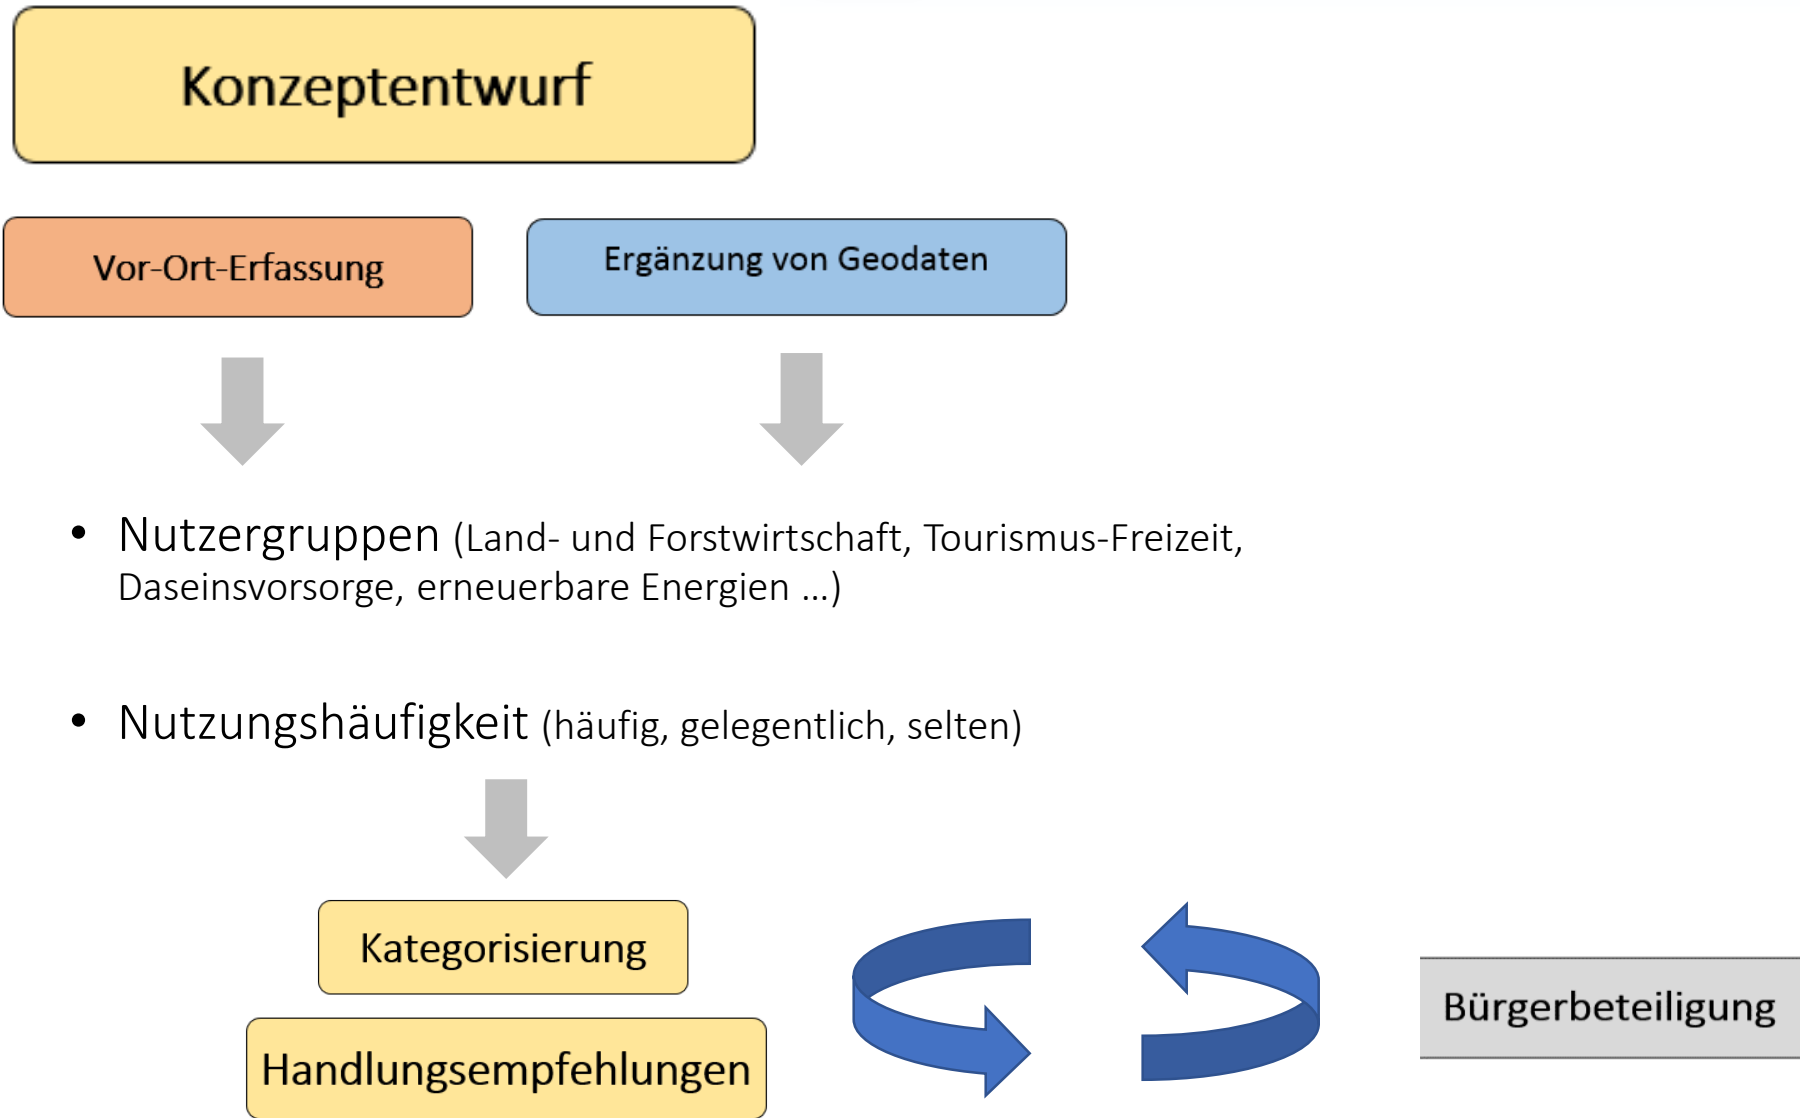 Konzeptentwurf
Vor-Ort-Erfassung
Ergänzung von Geodaten
• Nutzergruppen (Land- und Forstwirtschaft, Tourismus-Freizeit,
Daseinsvorsorge, erneuerbare Energien ...)
• Nutzungshäufigkeit (häufig, gelegentlich, selten)
Kategorisierung
Handlungsempfehlungen
Bürgerbeteiligung